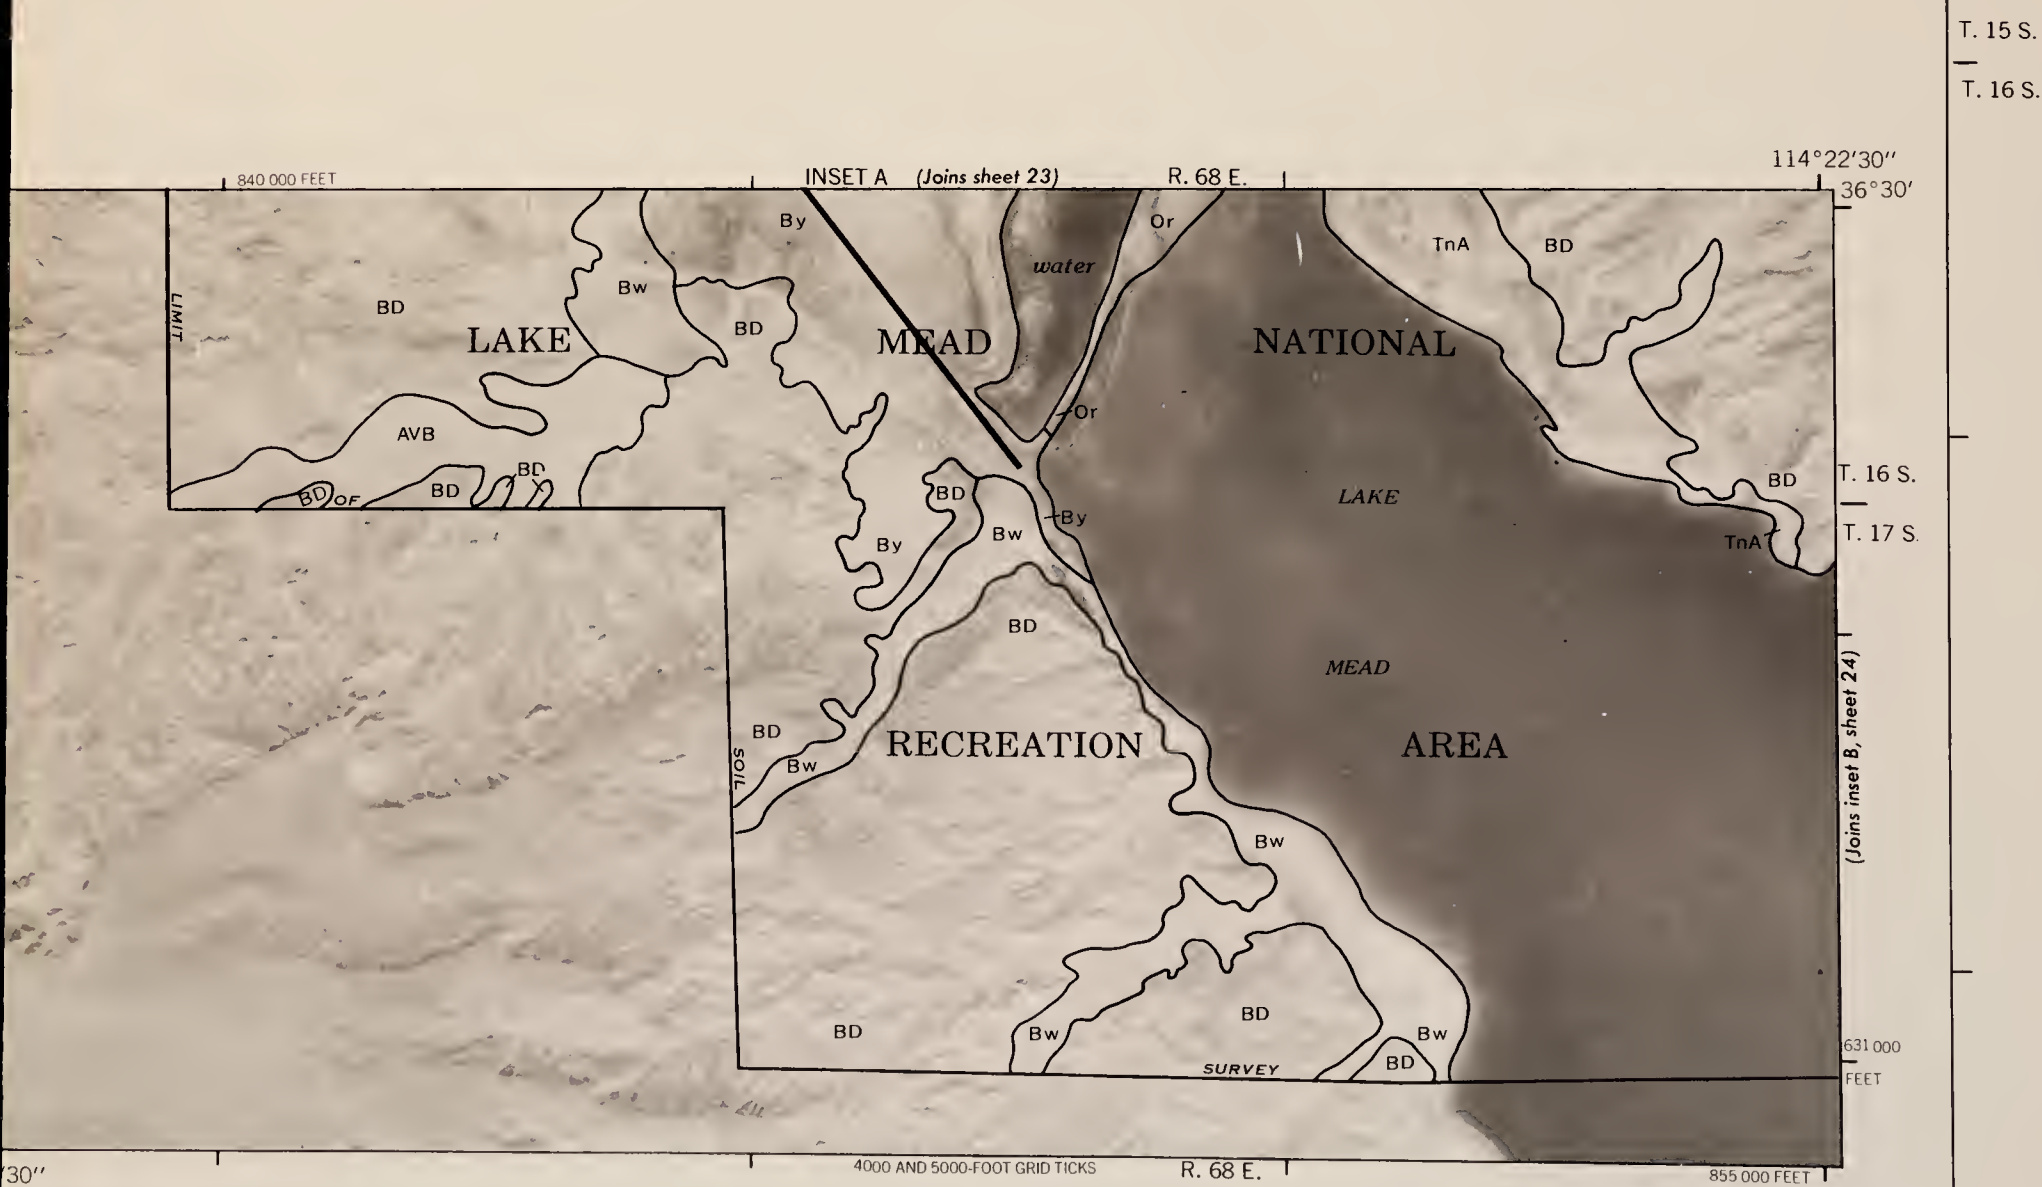 T. 15 S.
T. 16 S.
114°22'30"
840 000 FEET
INSET A (Joins sheet 23)
R. 68 E.
36°30'
By
Or
TnA
BD
water
Bw
BD
LIMIT
BD
LAKE
MEAD
NATIONAL
Or
AVB
BD
BD
BD
OF
BD
LAKE
BD
T. 16 S.
By
Bw
By
TnA
T. 17 S.
BD
MEAD
BD
Bw
SOIL
RECREATION
AREA
(Joins inset B, sheet 24)
Bw
BD
BD
Bw
Bw
BD
SURVEY
631 000
FEET
'30"
4000 AND 5000-FOOT GRID TICKS
R. 68 E.
855 000 FEET